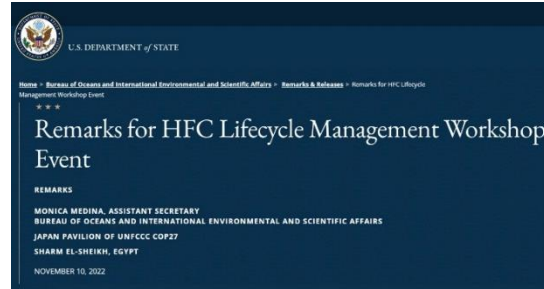 U.S. DEPARTMENT of STATE
Home > Bureau of Oceans and International Environmental and Scientific Affairs > Remarks & Releases > Remarks for HFC Lifecycle
Management Workshop Event
★ ★ ★
Remarks for HFC Lifecycle Management Workshop
Event
REMARKS
MONICA MEDINA, ASSISTANT SECRETARY
BUREAU OF OCEANS AND INTERNATIONAL ENVIRONMENTAL AND SCIENTIFIC AFFAIRS
JAPAN PAVILION OF UNFCCC COP27
SHARM EL-SHEIKH, EGYPT
NOVEMBER 10, 2022